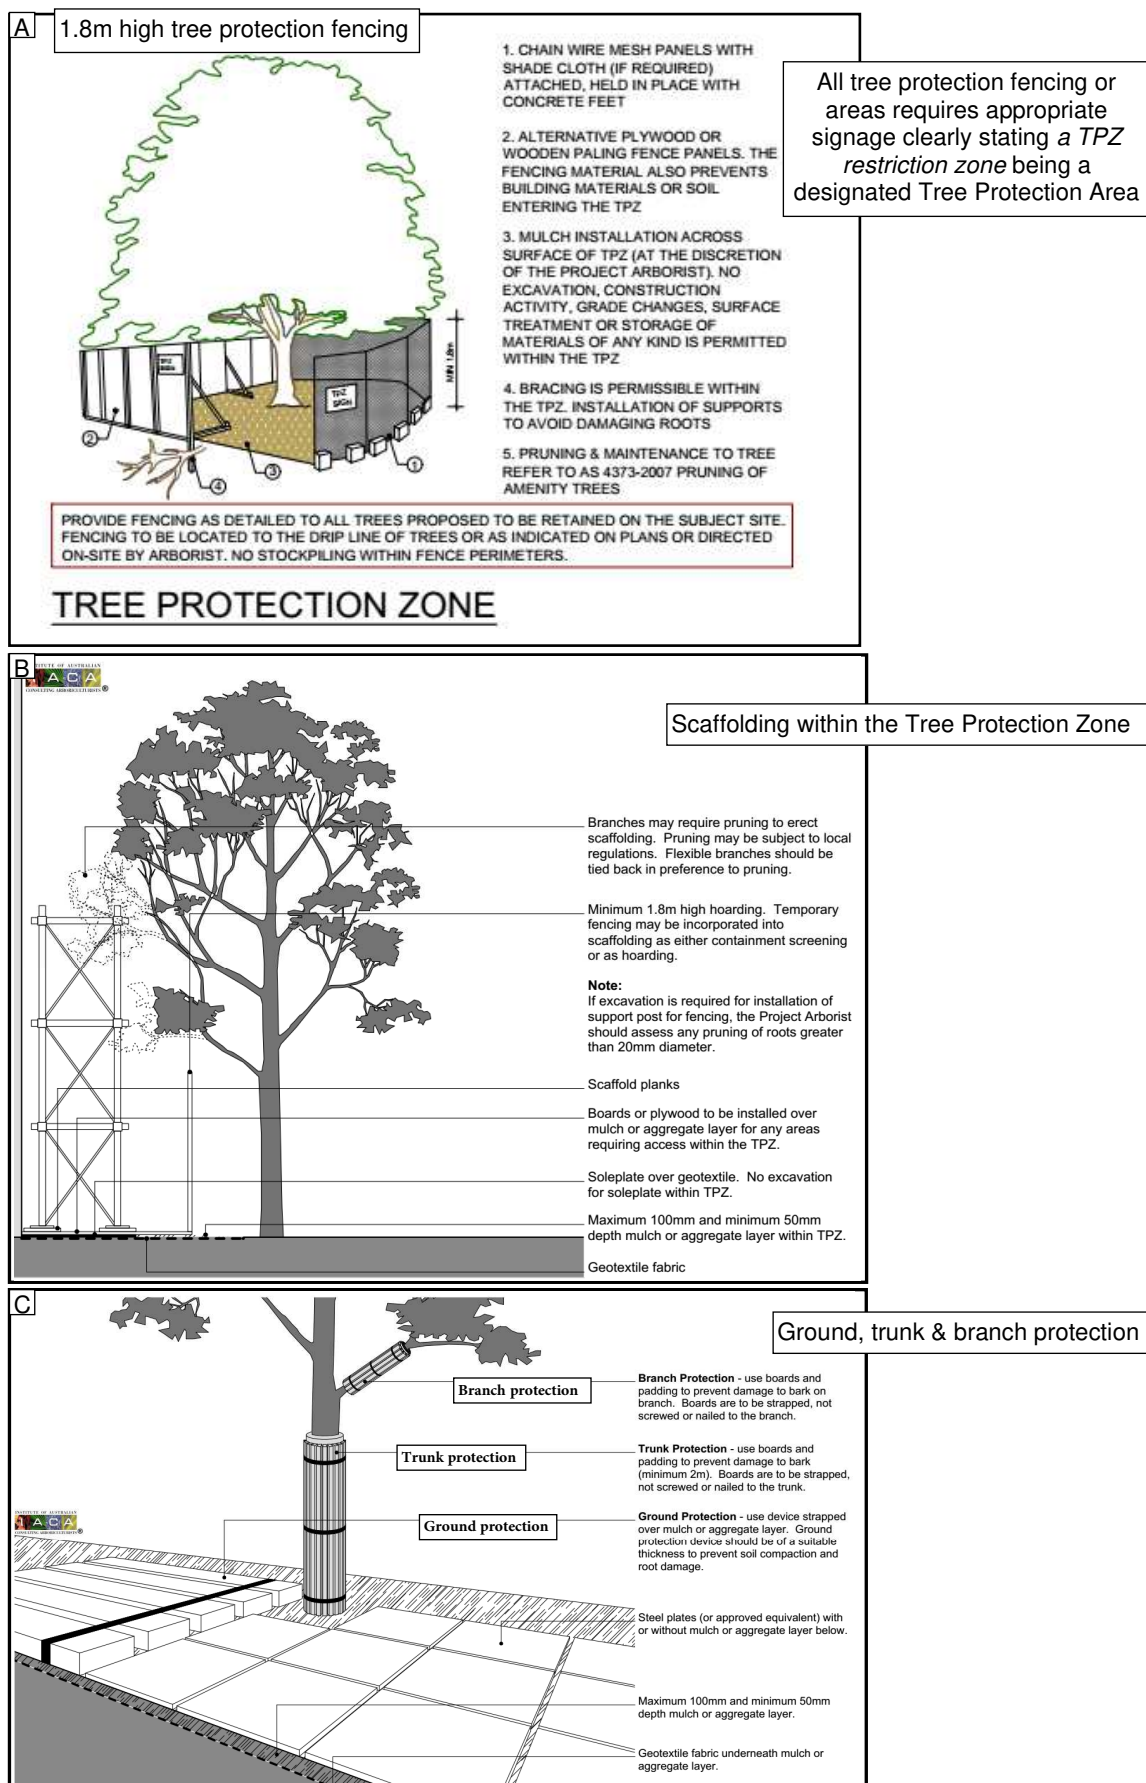 A
1.8m high tree protection fencing
1. CHAIN WIRE MESH PANELS WITH
SHADE CLOTH (IF REQUIRED)
ATTACHED, HELD IN PLACE WITH
CONCRETE FEET
2. ALTERNATIVE PLYWOOD OR
WOODEN PALING FENCE PANELS. THE
FENCING MATERIAL ALSO PREVENTS
BUILDING MATERIALS OR SOIL
ENTERING THE TPZ
3. MULCH INSTALLATION ACROSS
SURFACE OF TPZ (AT THE DISCRETION
OF THE PROJECT ARBORIST). NO
EXCAVATION, CONSTRUCTION
ACTIVITY, GRADE CHANGES, SURFACE
TREATMENT OR STORAGE OF
MATERIALS OF ANY KIND IS PERMITTED
WITHIN THE TPZ
4. BRACING IS PERMISSIBLE WITHIN
THE TPZ. INSTALLATION OF SUPPORTS
TO AVOID DAMAGING ROOTS
5. PRUNING & MAINTENANCE TO TREE
REFER TO AS 4373-2007 PRUNING OF
AMENITY TREES
All tree protection fencing or
areas requires appropriate
signage clearly stating a TPZ
restriction zone being a
designated Tree Protection Area
TPZ
SIGN
TPZ
SIGN
MIN 1.8m
2
3
1
4
PROVIDE FENCING AS DETAILED TO ALL TREES PROPOSED TO BE RETAINED ON THE SUBJECT SITE.
FENCING TO BE LOCATED TO THE DRIP LINE OF TREES OR AS INDICATED ON PLANS OR DIRECTED
ON-SITE BY ARBORIST. NO STOCKPILING WITHIN FENCE PERIMETERS.
TREE PROTECTION ZONE
B
INSTITUTE OF AUSTRALIAN
IACA
CONSULTING ARBORICULTURISTS ®
Scaffolding within the Tree Protection Zone
Branches may require pruning to erect
scaffolding. Pruning may be subject to local
regulations. Flexible branches should be
tied back in preference to pruning.
Minimum 1.8m high hoarding. Temporary
fencing may be incorporated into
scaffolding as either containment screening
or as hoarding.
Note:
If excavation is required for installation of
support post for fencing, the Project Arborist
should assess any pruning of roots greater
than 20mm diameter.
Scaffold planks
Boards or plywood to be installed over
mulch or aggregate layer for any areas
requiring access within the TPZ.
Soleplate over geotextile. No excavation
for soleplate within TPZ.
Maximum 100mm and minimum 50mm
depth mulch or aggregate layer within TPZ.
Geotextile fabric
C
Ground, trunk & branch protection
Branch protection
Branch Protection - use boards and
padding to prevent damage to bark on
branch. Boards are to be strapped, not
screwed or nailed to the branch.
Trunk protection
Trunk Protection - use boards and
padding to prevent damage to bark
(minimum 2m). Boards are to be strapped,
not screwed or nailed to the trunk.
INSTITUTE OF AUSTRALIAN
IACA
CONSULTING ARBORICULTURISTS ®
Ground protection
Ground Protection - use device strapped
over mulch or aggregate layer. Ground
protection device should be of a suitable
thickness to prevent soil compaction and
root damage.
Steel plates (or approved equivalent) with
or without mulch or aggregate layer below.
Maximum 100mm and minimum 50mm
depth mulch or aggregate layer.
Geotextile fabric underneath mulch or
aggregate layer.